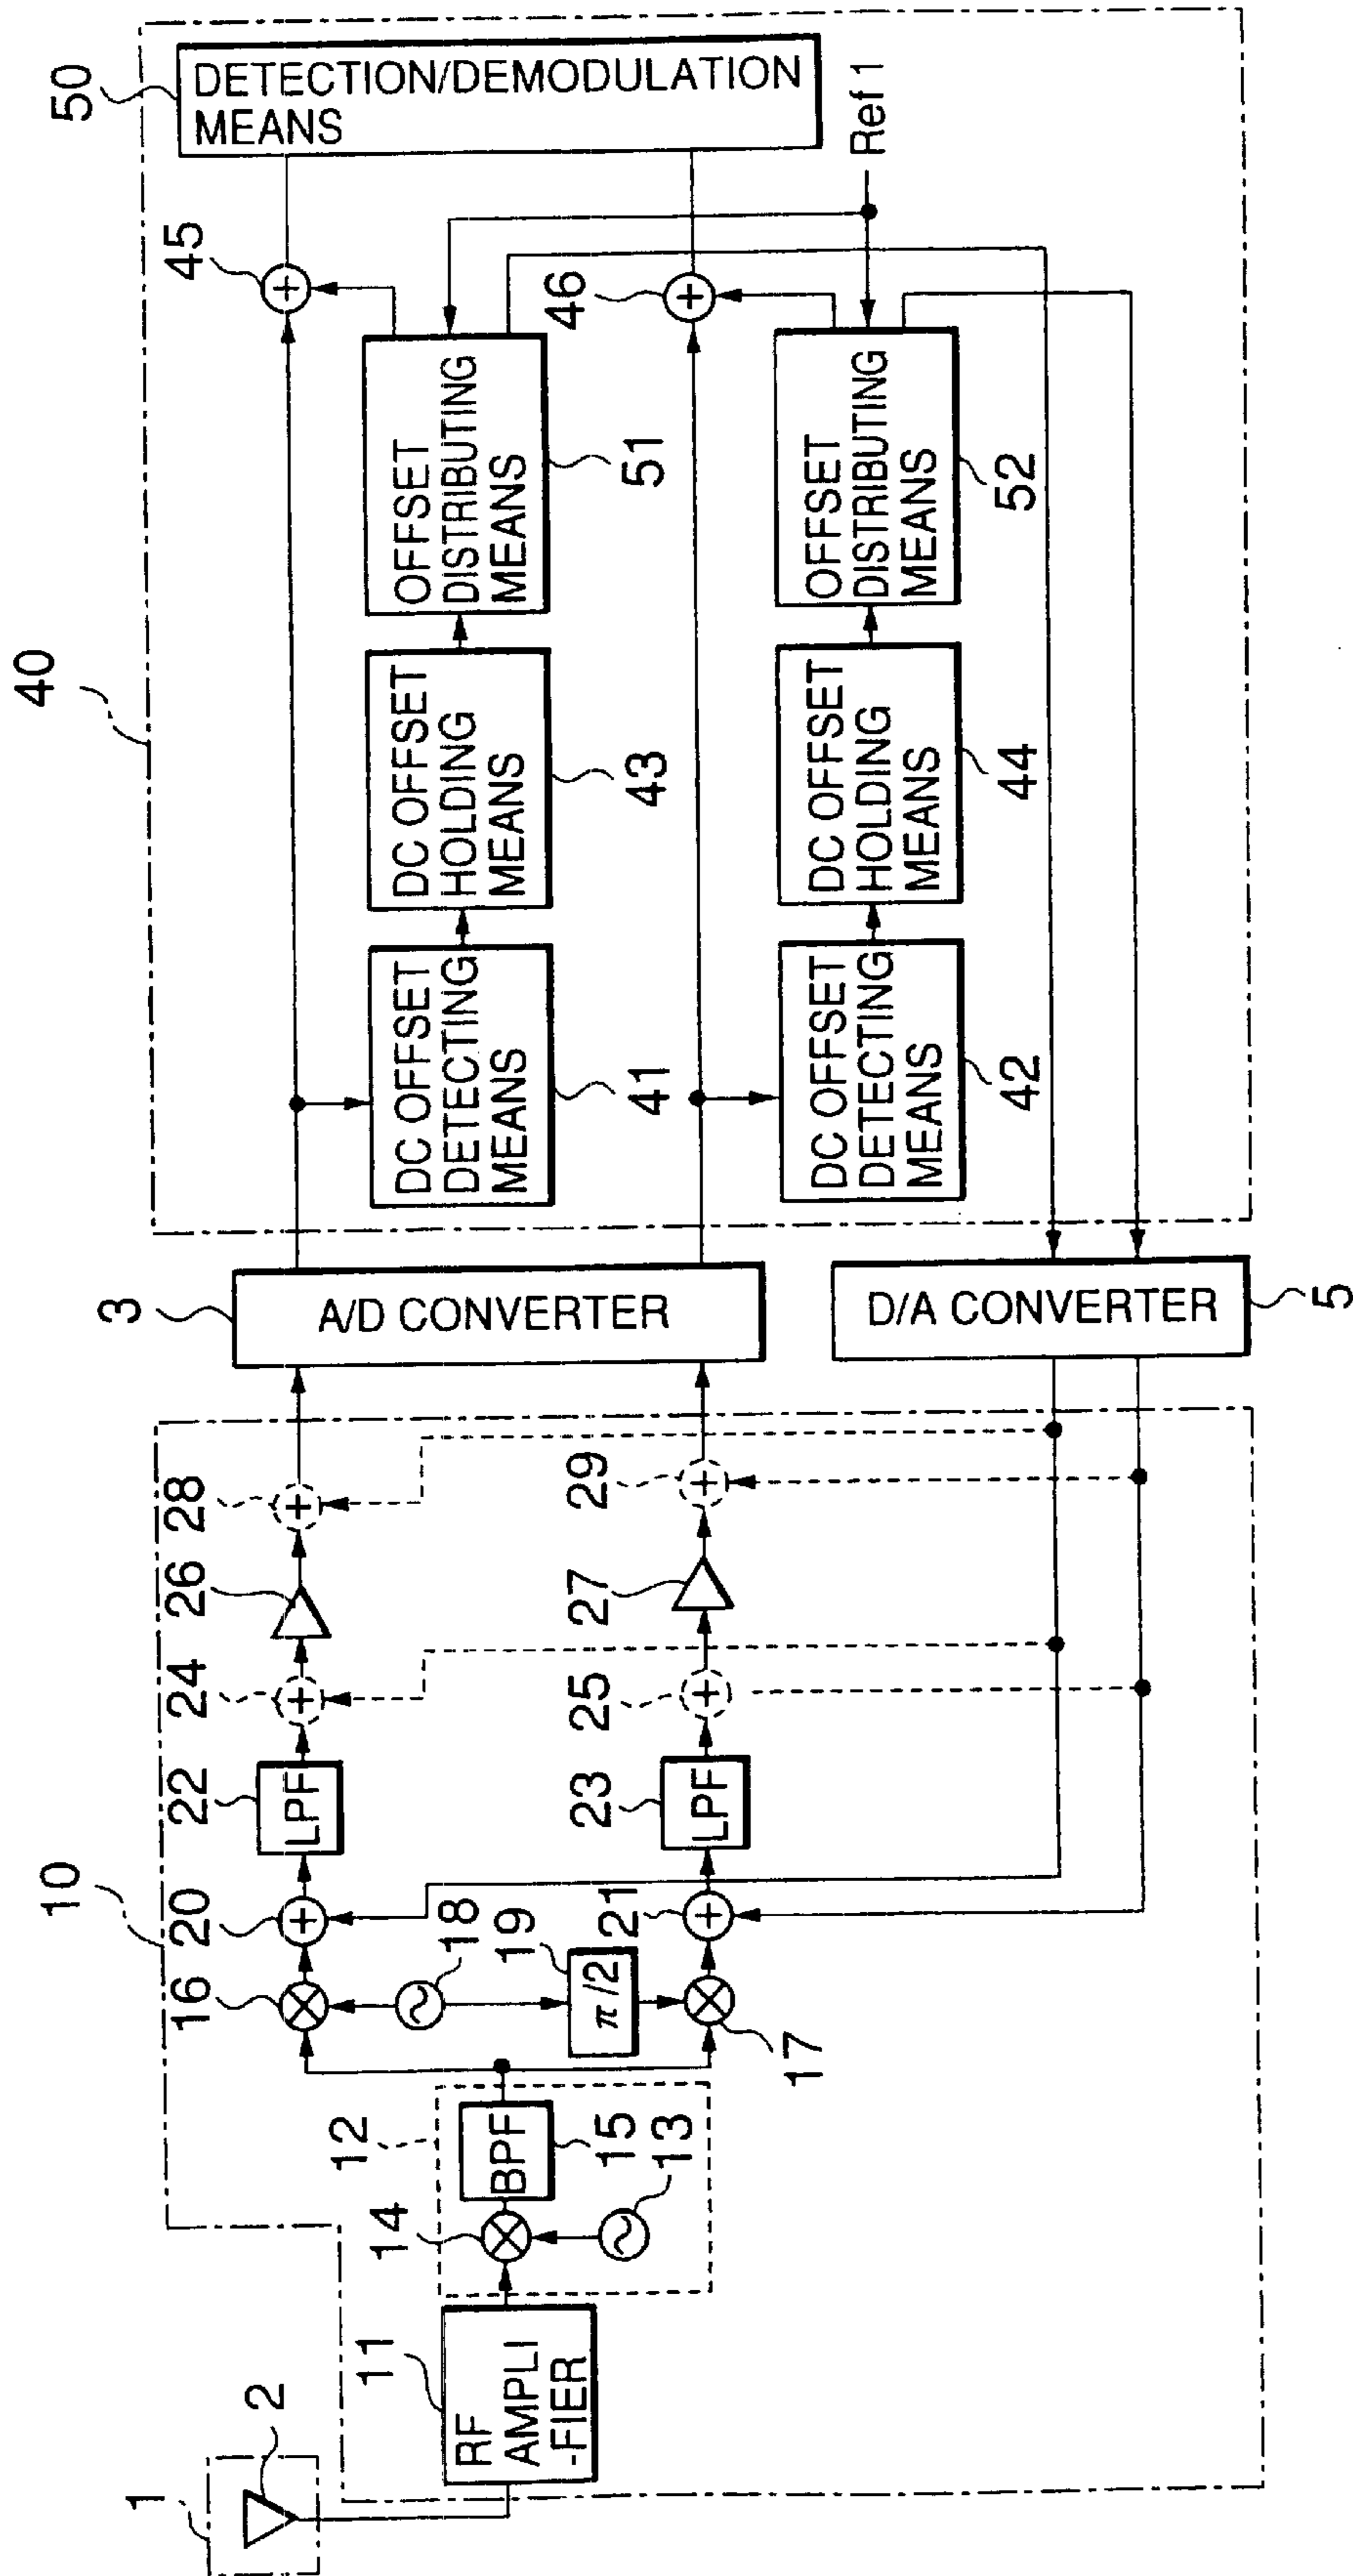 1
2
10
11
RF
AMPLI
-FIER
12
14
BPF
15
13
16
20
22
LPF
24
26
28
18
19
π/2
21
17
23
LPF
25
27
29
3
A/D CONVERTER
D/A CONVERTER
5
40
DC OFFSET
DETECTING
MEANS
41
DC OFFSET
HOLDING
MEANS
43
OFFSET
DISTRIBUTING
MEANS
51
45
DC OFFSET
DETECTING
MEANS
42
DC OFFSET
HOLDING
MEANS
44
OFFSET
DISTRIBUTING
MEANS
52
46
50
DETECTION/DEMODULATION
MEANS
Ref 1